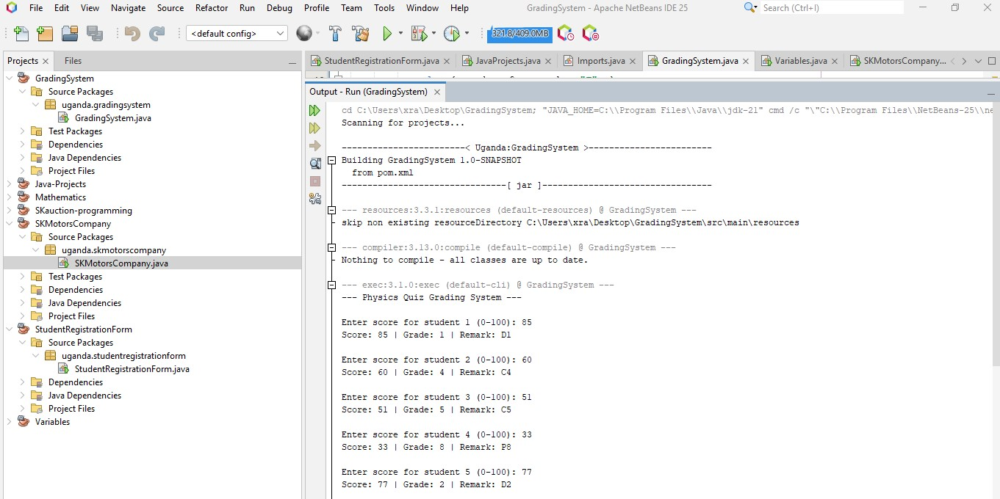 File Edit View Navigate Source Refactor Run Debug Profile Team Tools Window Help
GradingSystem - Apache NetBeans IDE 25
Search (Ctrl+I)
<default config>
321.8/409.0MB
Projects
Files
GradingSystem
Source Packages
uganda.gradingsystem
GradingSystem.java
Test Packages
Dependencies
Java Dependencies
Project Files
Java-Projects
Mathematics
SKauction-programming
SKMotorsCompany
Source Packages
uganda.skmotorscompany
SKMotorsCompany.java
Test Packages
Dependencies
Java Dependencies
Project Files
StudentRegistrationForm
Source Packages
uganda.studentregistrationform
StudentRegistrationForm.java
Dependencies
Java Dependencies
Project Files
Variables
StudentRegistrationForm.java JavaProjects.java Imports.java GradingSystem.java Variables.java SKMotorsCompany...
Output - Run (GradingSystem)
cd C:\Users\xra\Desktop\GradingSystem; "JAVA_HOME=C:\\Program Files\\Java\\jdk-21" cmd /c "\"C:\\Program Files\\NetBeans-25\\ne
Scanning for projects...
------------------------< Uganda:GradingSystem >------------------------
Building GradingSystem 1.0-SNAPSHOT
from pom.xml
--------------------------------[ jar ]---------------------------------
--- resources:3.3.1:resources (default-resources) @ GradingSystem ---
skip non existing resourceDirectory C:\Users\xra\Desktop\GradingSystem\src\main\resources
--- compiler:3.13.0:compile (default-compile) @ GradingSystem ---
Nothing to compile - all classes are up to date.
--- exec:3.1.0:exec (default-cli) @ GradingSystem ---
--- Physics Quiz Grading System ---
Enter score for student 1 (0-100): 85
Score: 85 | Grade: 1 | Remark: D1
Enter score for student 2 (0-100): 60
Score: 60 | Grade: 4 | Remark: C4
Enter score for student 3 (0-100): 51
Score: 51 | Grade: 5 | Remark: C5
Enter score for student 4 (0-100): 33
Score: 33 | Grade: 8 | Remark: P8
Enter score for student 5 (0-100): 77
Score: 77 | Grade: 2 | Remark: D2